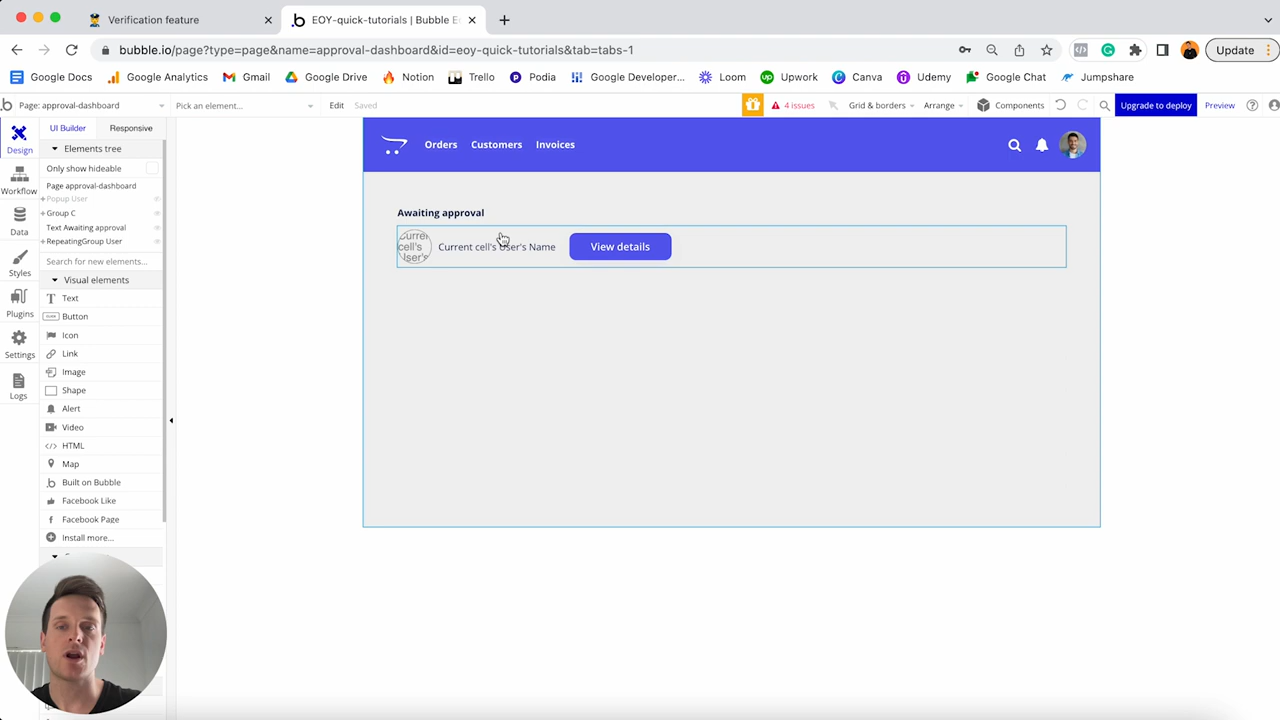 Verification feature
EOY-quick-tutorials | Bubble E
bubble.io/page?type=page&name=approval-dashboard&id=eoy-quick-tutorials&tab=tabs-1
Update
Google Docs
Google Analytics
Gmail
Google Drive
Notion
Trello
Podia
Google Developer...
Loom
Upwork
Canva
Udemy
Google Chat
Jumpshare
Page: approval-dashboard
Pick an element...
Edit
Saved
4 issues
Grid & borders
Arrange
Components
Upgrade to deploy
Preview
Design
Workflow
Data
Styles
Plugins
Settings
Logs
UI Builder
Responsive
Elements tree
Only show hideable
Page approval-dashboard
Popup User
Group C
Text Awaiting approval
RepeatingGroup User
Search for new elements...
Visual elements
Text
Button
Icon
Link
Image
Shape
Alert
Video
HTML
Map
Built on Bubble
Facebook Like
Facebook Page
Install more...
Orders
Customers
Invoices
Awaiting approval
Curren
cell's
User's
Current cell's User's Name
View details